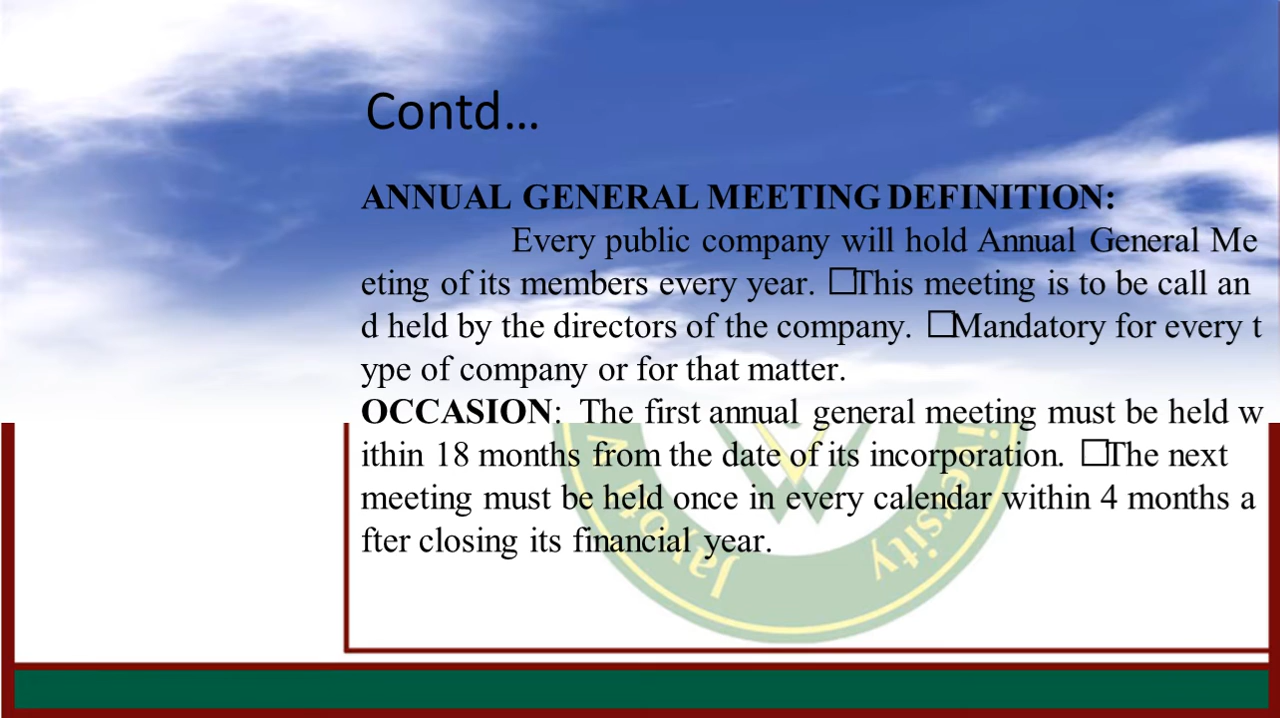 Contd...
ANNUAL GENERAL MEETING DEFINITION:
Every public company will hold Annual General Me
eting of its members every year. □This meeting is to be call an
d held by the directors of the company. □Mandatory for every t
ype of company or for that matter.
OCCASION: The first annual general meeting must be held w
ithin 18 months from the date of its incorporation. □The next
meeting must be held once in every calendar within 4 months a
fter closing its financial year.